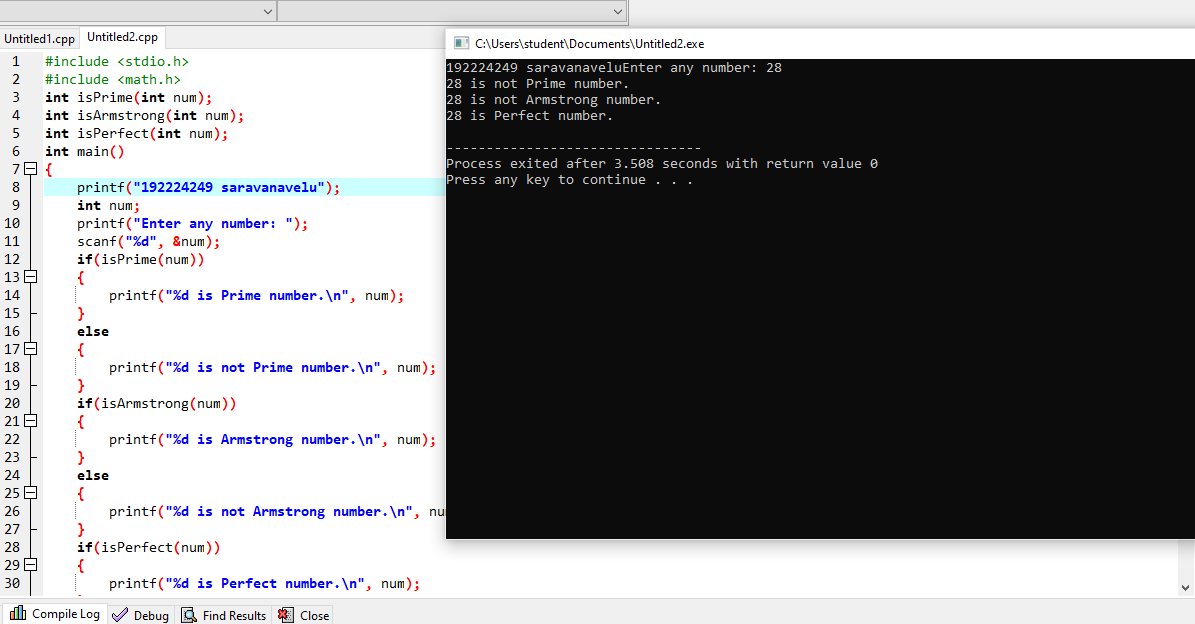 Untitled1.cpp Untitled2.cpp
1 #include <stdio.h>
2 #include <math.h>
3 int isPrime(int num);
4 int isArmstrong(int num);
5 int isPerfect(int num);
6 int main()
7 {
8 printf("192224249 saravanavelu");
9 int num;
10 printf("Enter any number: ");
11 scanf("%d", &num);
12 if(isPrime(num))
13 {
14 printf("%d is Prime number.\n", num);
15 }
16 else
17 {
18 printf("%d is not Prime number.\n", num);
19 }
20 if(isArmstrong(num))
21 {
22 printf("%d is Armstrong number.\n", num);
23 }
24 else
25 {
26 printf("%d is not Armstrong number.\n", nu
27 }
28 if(isPerfect(num))
29 {
30 printf("%d is Perfect number.\n", num);
C:\Users\student\Documents\Untitled2.exe
192224249 saravanaveluEnter any number: 28
28 is not Prime number.
28 is not Armstrong number.
28 is Perfect number.
--------------------------------
Process exited after 3.508 seconds with return value 0
Press any key to continue . . .
Compile Log Debug Find Results Close